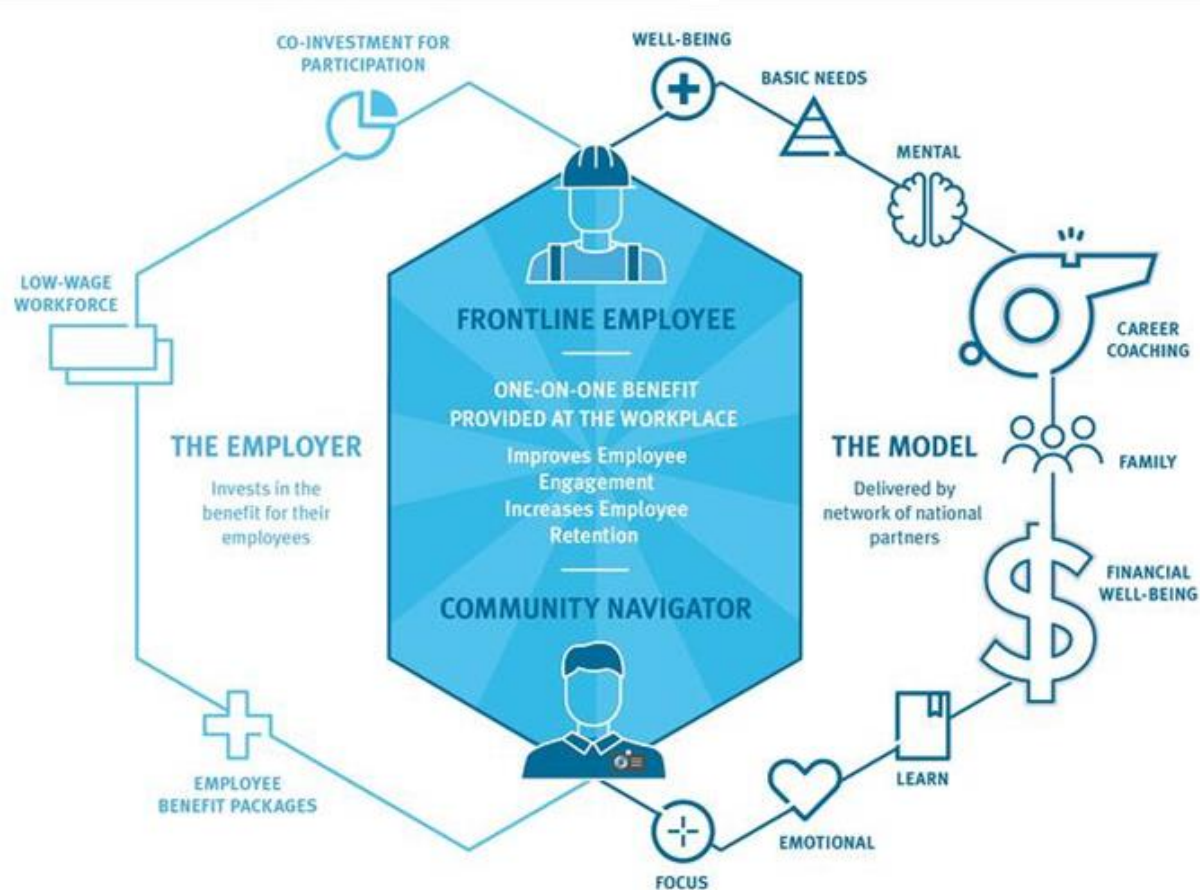 CO-INVESTMENT FOR
PARTICIPATION
LOW-WAGE
WORKFORCE
THE EMPLOYER
Invests in the
benefit for their
employees
EMPLOYEE
BENEFIT PACKAGES
FRONTLINE EMPLOYEE
ONE-ON-ONE BENEFIT
PROVIDED AT THE WORKPLACE
Improves Employee
Engagement
Increases Employee
Retention
COMMUNITY NAVIGATOR
WELL-BEING
BASIC NEEDS
MENTAL
CAREER
COACHING
THE MODEL
Delivered by
network of national
partners
FAMILY
FINANCIAL
WELL-BEING
LEARN
EMOTIONAL
FOCUS